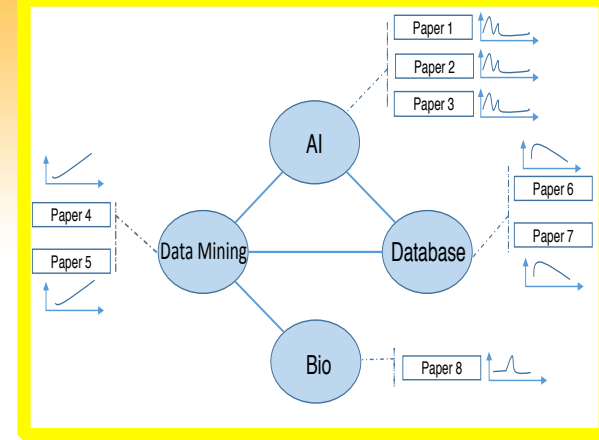 Paper 1
Paper 2
Paper 3
AI
Paper 6
Paper 4
Paper 7
Data Mining
Database
Paper 5
Bio
Paper 8